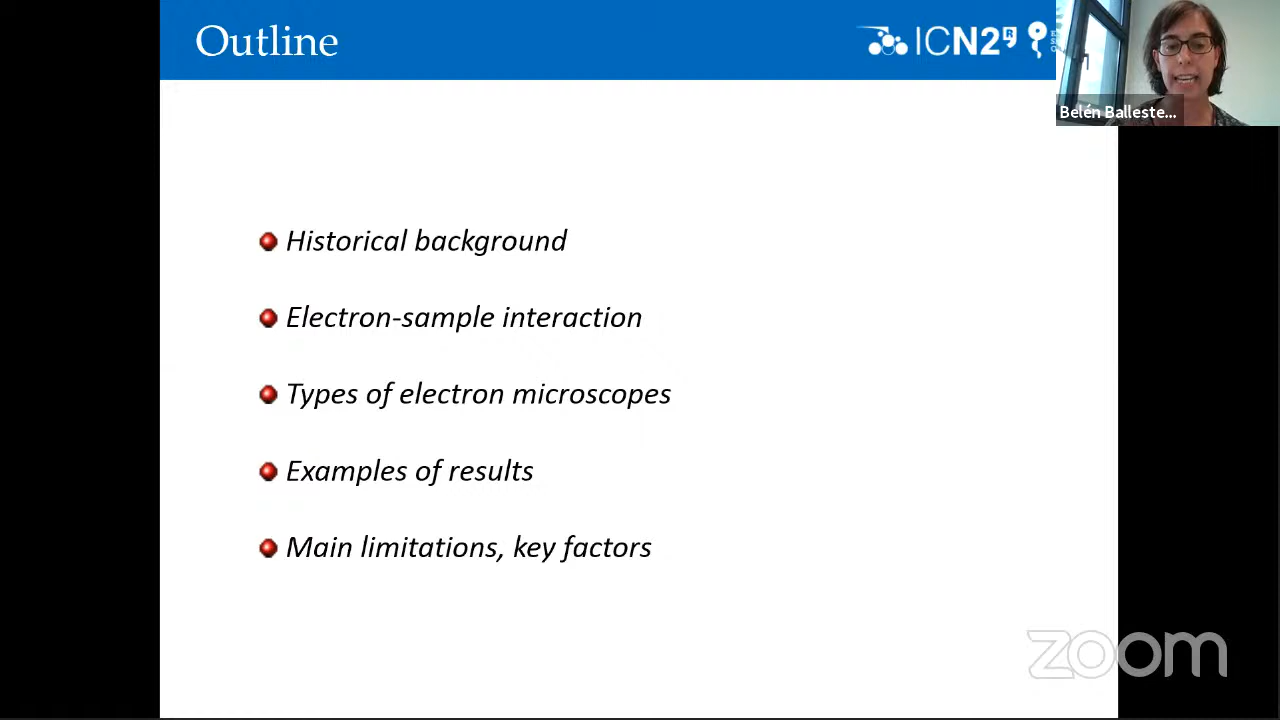 Outline
ICN2
Belén Balleste...
Historical background
Electron-sample interaction
Types of electron microscopes
Examples of results
Main limitations, key factors
zoom